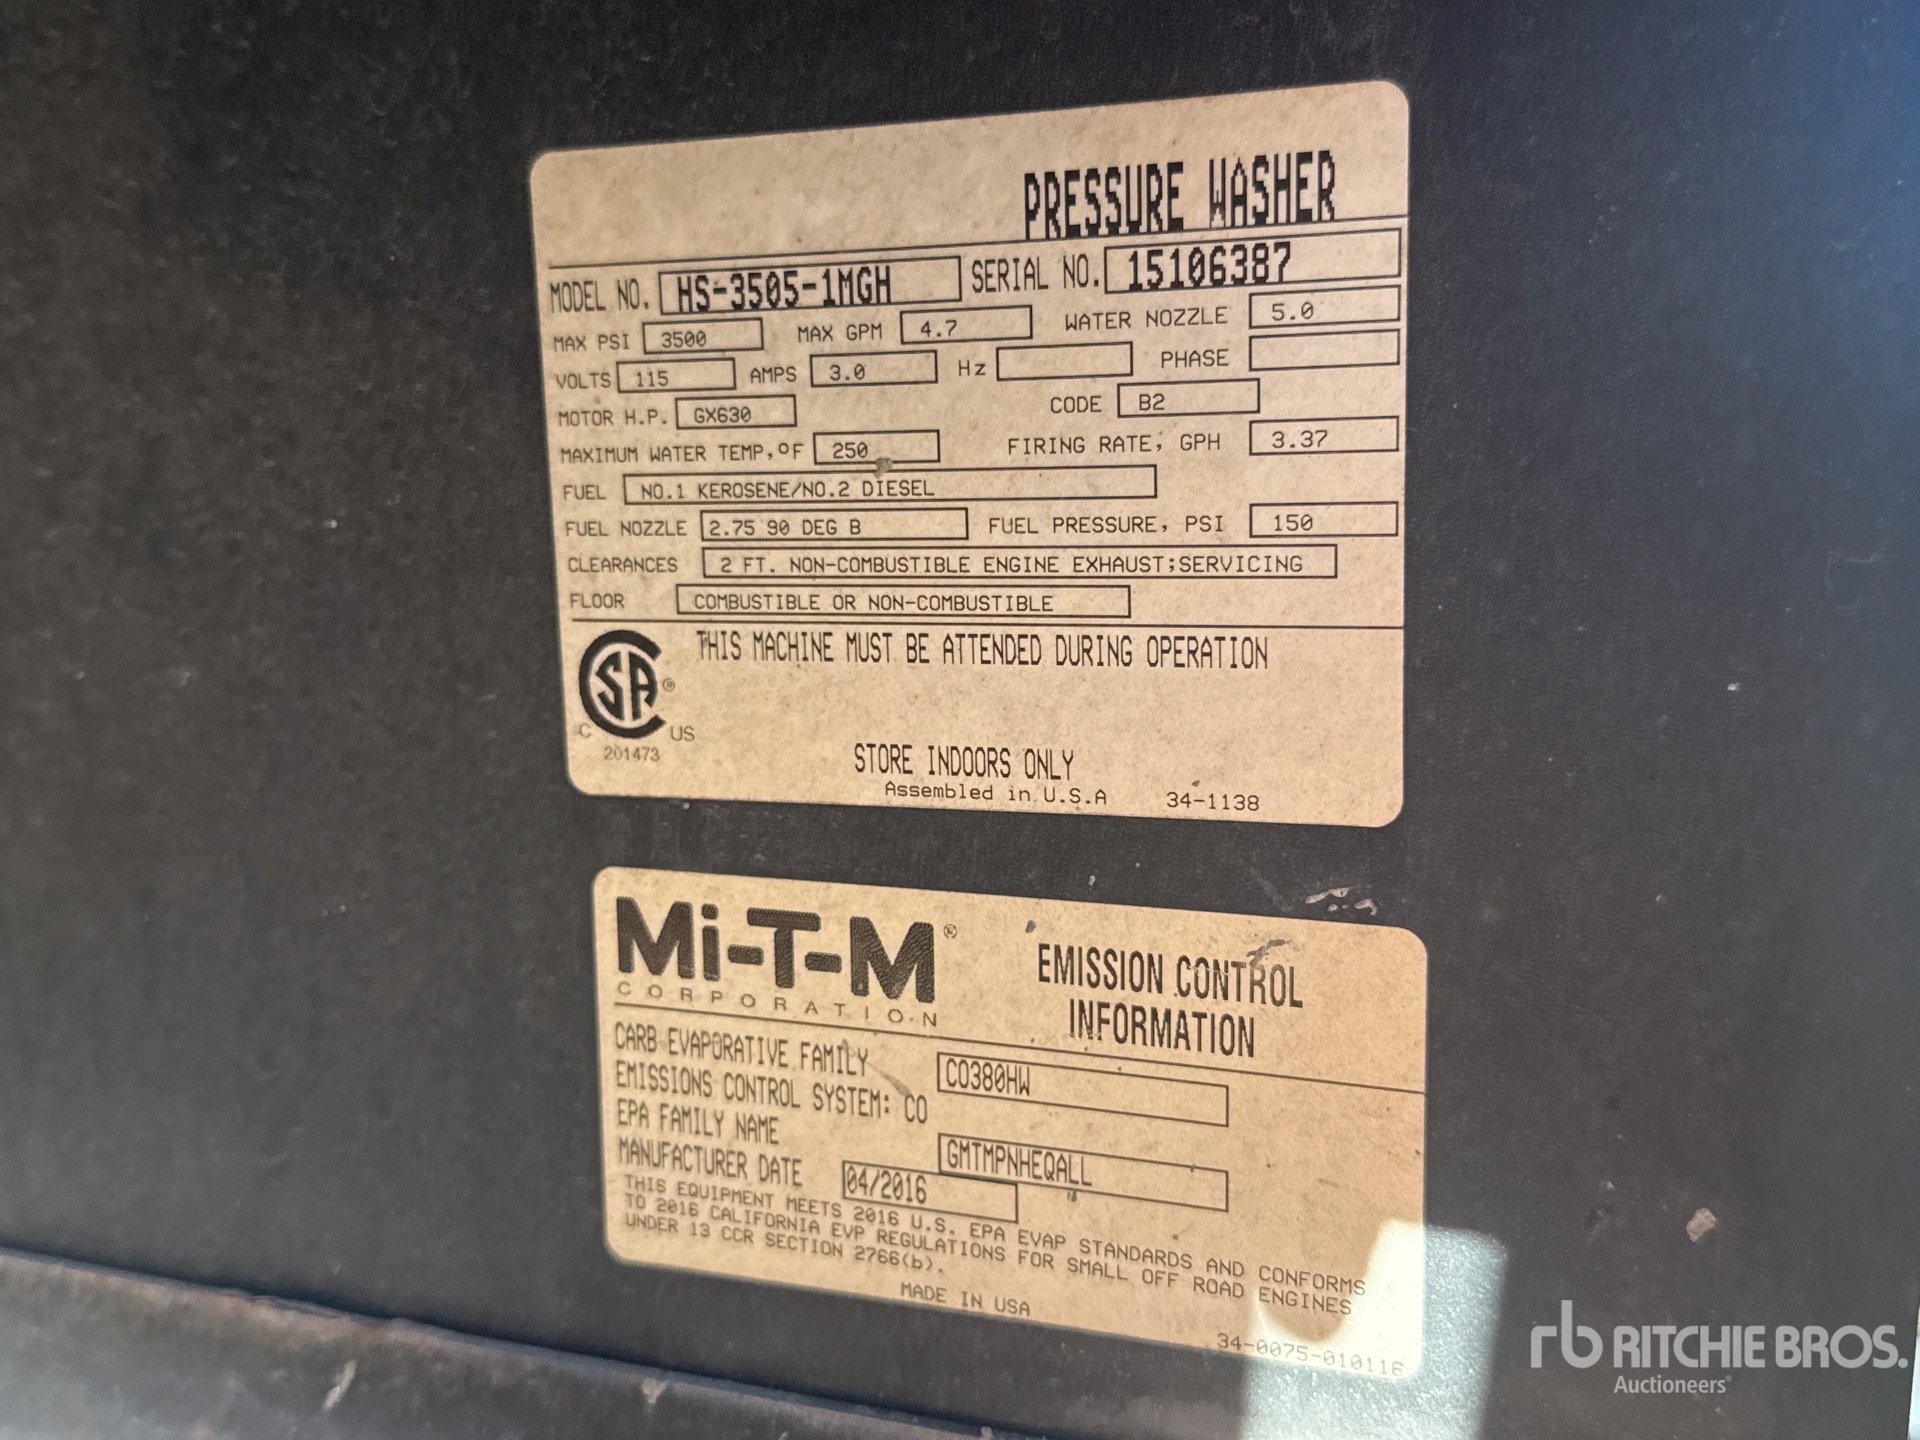 PRESSURE WASHER
MODEL NO. HS-3505-1MGH SERIAL NO. 15106387
MAX PSI 3500 MAX GPM 4.7 WATER NOZZLE 5.0
VOLTS 115 AMPS 3.0 Hz PHASE
MOTOR H.P. GX630 CODE B2
MAXIMUM WATER TEMP,ºF 250 FIRING RATE, GPH 3.37
FUEL NO.1 KEROSENE/NO.2 DIESEL
FUEL NOZZLE 2.75 90 DEG B FUEL PRESSURE, PSI 150
CLEARANCES 2 FT. NON-COMBUSTIBLE ENGINE EXHAUST;SERVICING
FLOOR COMBUSTIBLE OR NON-COMBUSTIBLE
THIS MACHINE MUST BE ATTENDED DURING OPERATION
CSA®
C US
201473
STORE INDOORS ONLY
Assembled in U.S.A 34-1138
Mi-T-M®
CORPORATION
EMISSION CONTROL
INFORMATION
CARB EVAPORATIVE FAMILY CO380HW
EMISSIONS CONTROL SYSTEM: CO
EPA FAMILY NAME GMTMPNHEQALL
MANUFACTURER DATE 04/2016
THIS EQUIPMENT MEETS 2016 U.S. EPA EVAP STANDARDS AND CONFORMS
TO 2016 CALIFORNIA EVP REGULATIONS FOR SMALL OFF ROAD ENGINES
UNDER 13 CCR SECTION 2766(b).
MADE IN USA
34-0075-010116
rb RITCHIE BROS.
Auctioneers®